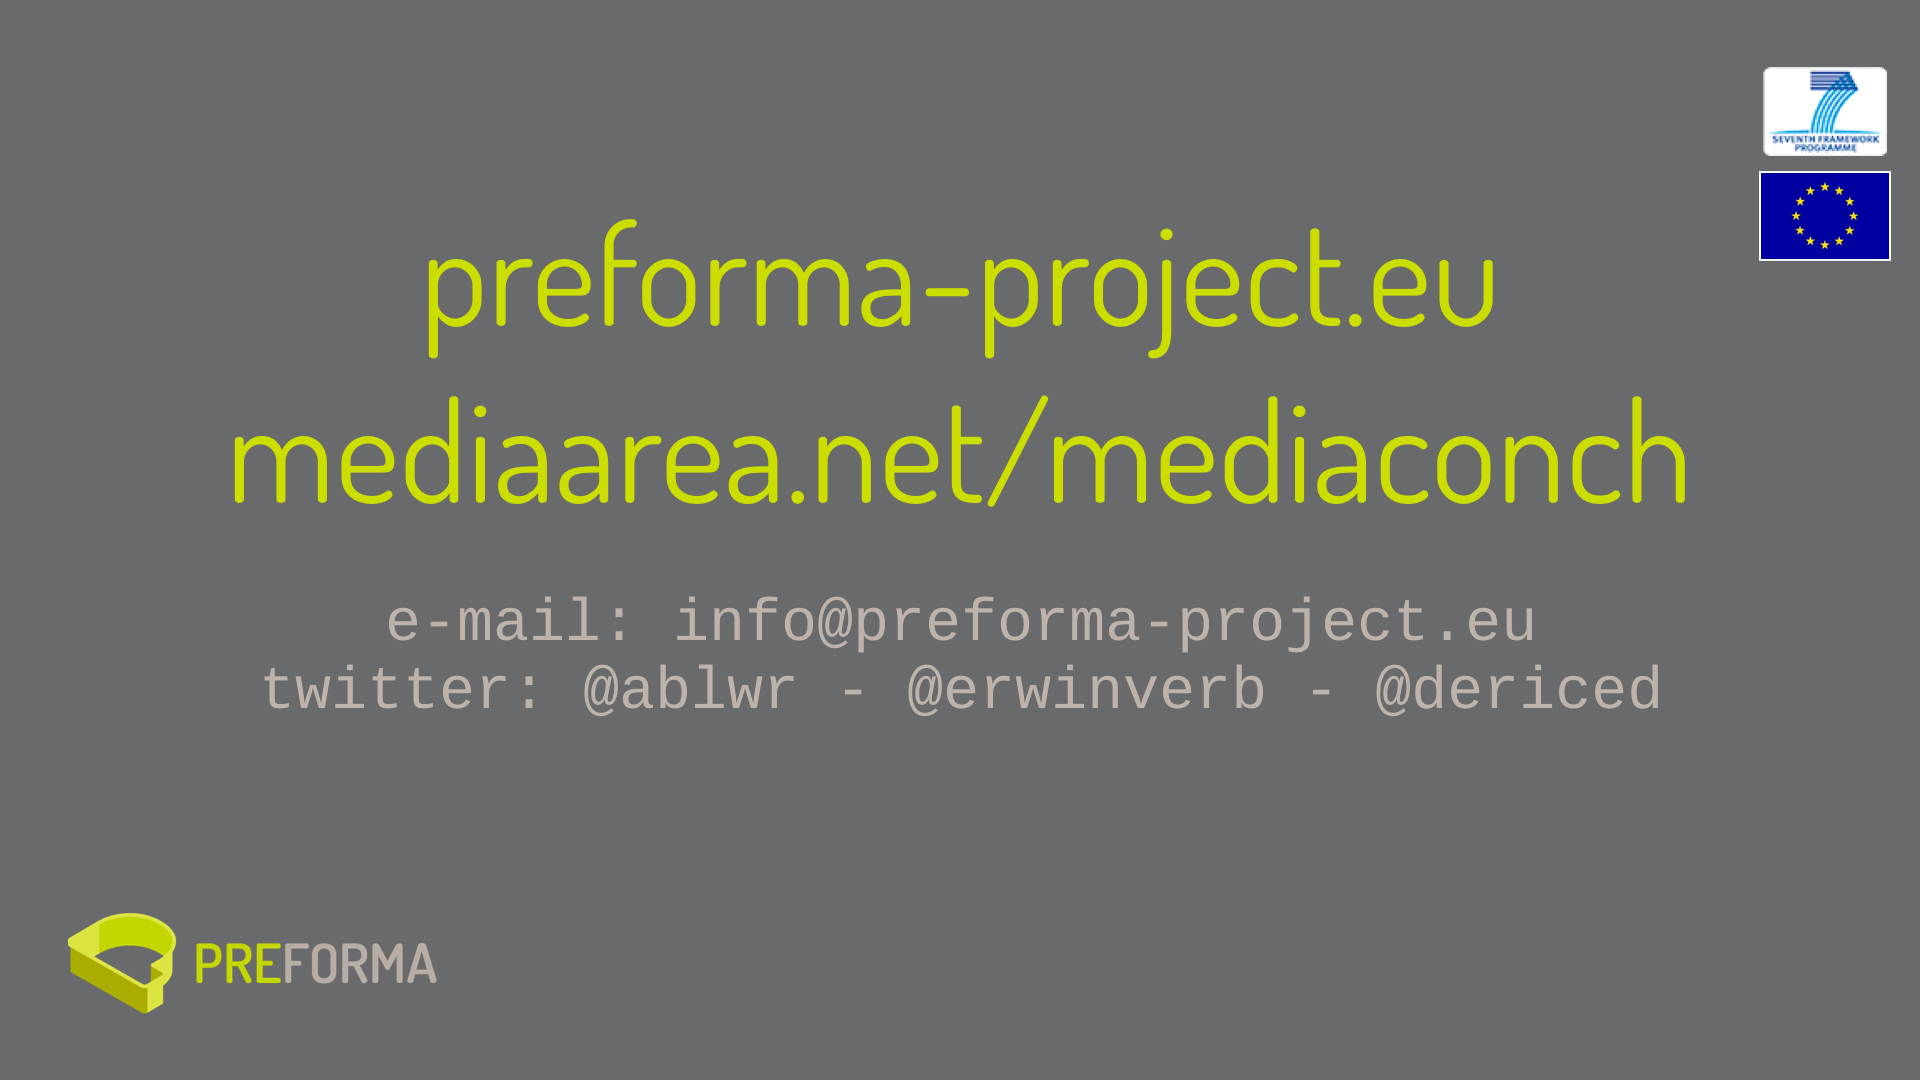 SEVENTH FRAMEWORK
PROGRAMME
preforma-project.eu
mediaarea.net/mediaconch
e-mail: info@preforma-project.eu
twitter: @ablwr - @erwinverb - @dericed
PREFORMA